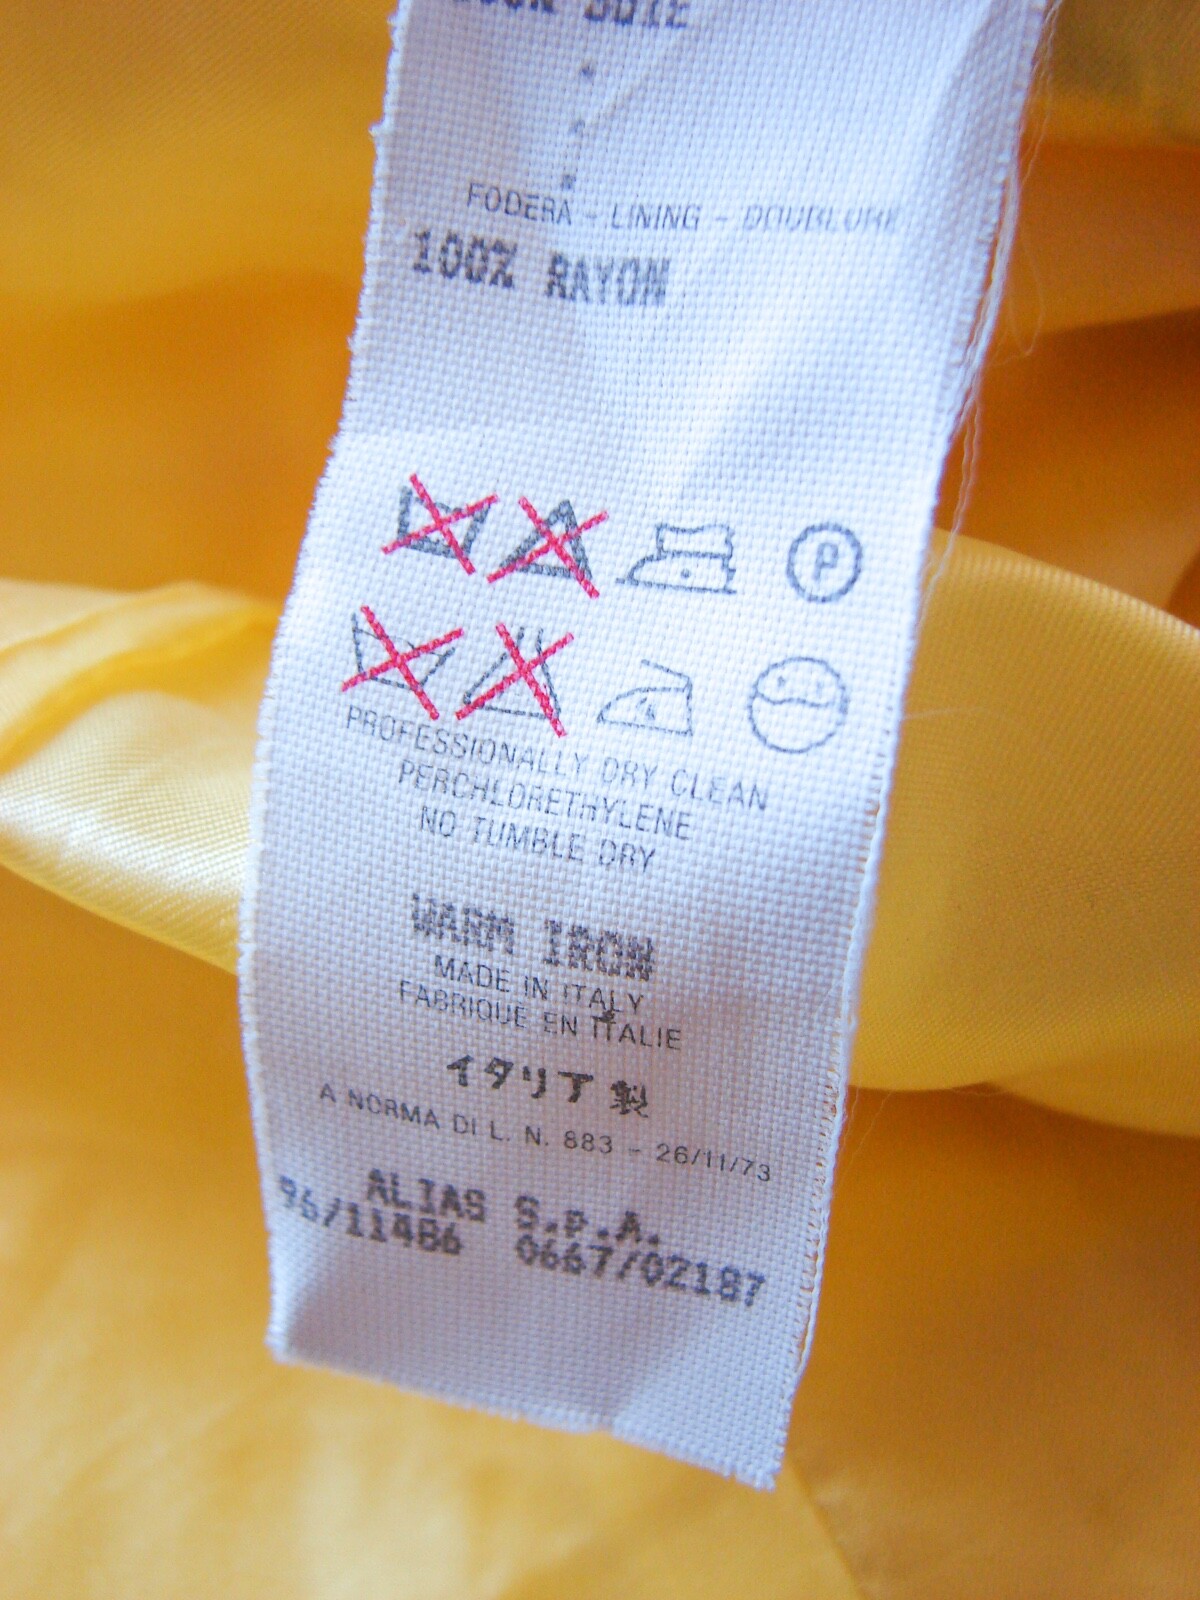 FODERA - LINING - DOUBLURE
100% RAYON
P
PROFESSIONALLY DRY CLEAN
PERCHLORETHYLENE
NO TUMBLE DRY
WARM IRON
MADE IN ITALY
FABRIQUE EN ITALIE
イタリア製
A NORMA DI L. N. 883 - 26/11/73
ALIAS S.p.A.
96/11486 0667/02187